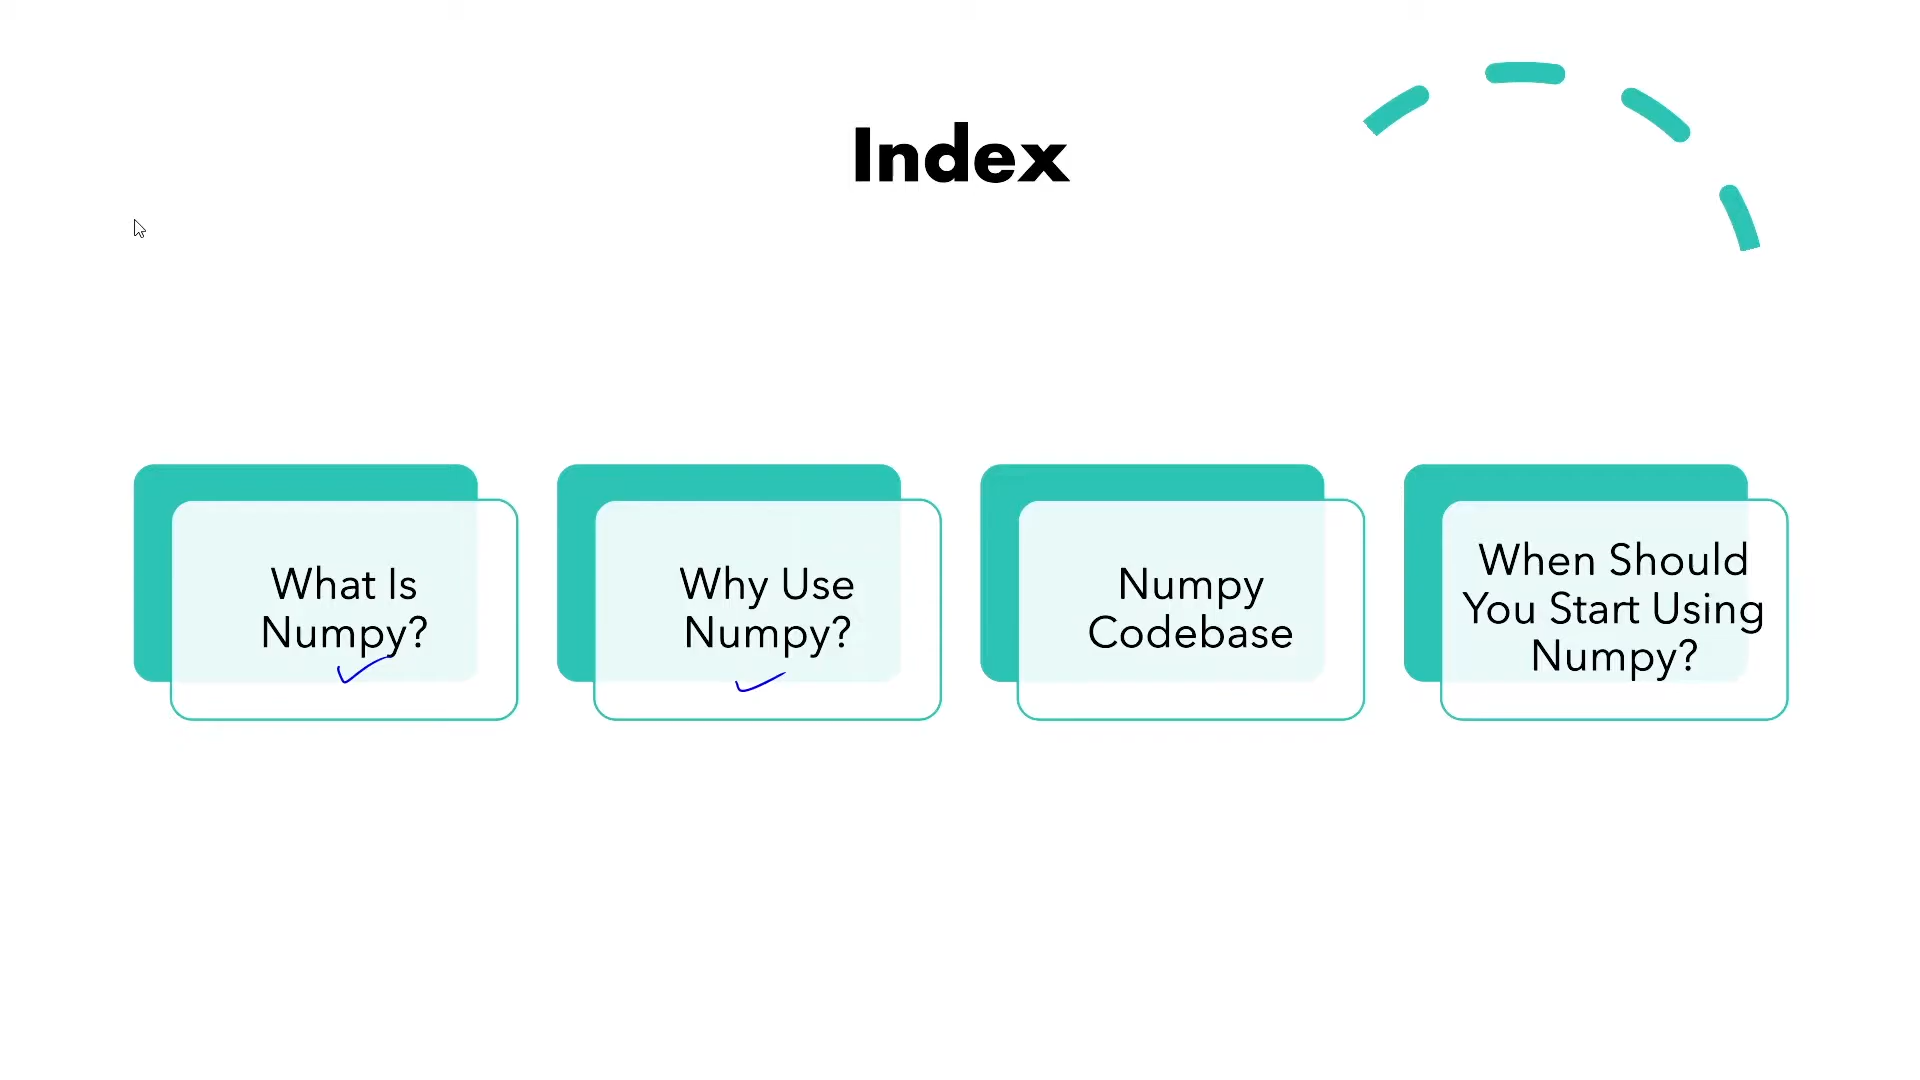 Index
What Is
Numpy?
Why Use
Numpy?
Numpy
Codebase
When Should
You Start Using
Numpy?